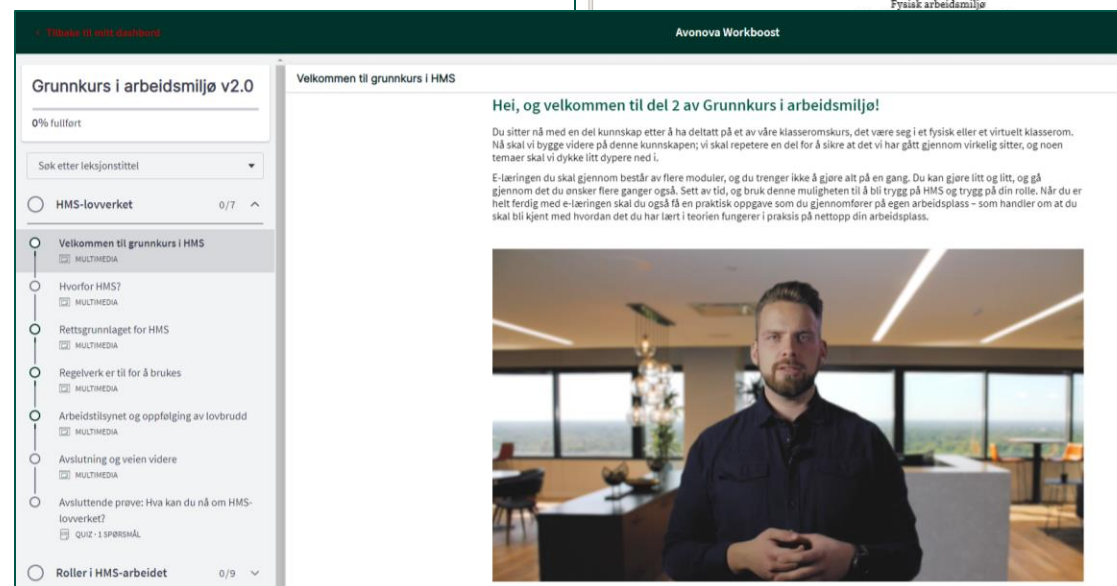 Fysisk arbeidsmiljø
< Tilbake til mitt dashbord
Avonova Workboost
Grunnkurs i arbeidsmiljø v2.0
0% fullført
Søk etter leksjonstittel
HMS-lovverket 0/7
Velkommen til grunnkurs i HMS
MULTIMEDIA
Hvorfor HMS?
MULTIMEDIA
Rettsgrunnlaget for HMS
MULTIMEDIA
Regelverk er til for å brukes
MULTIMEDIA
Arbeidstilsynet og oppfølging av lovbrudd
MULTIMEDIA
Avslutning og veien videre
MULTIMEDIA
Avsluttende prøve: Hva kan du nå om HMS-
lovverket?
QUIZ · 1 SPØRSMÅL
Roller i HMS-arbeidet 0/9
Velkommen til grunnkurs i HMS
Hei, og velkommen til del 2 av Grunnkurs i arbeidsmiljø!
Du sitter nå med en del kunnskap etter å ha deltatt på et av våre klasseromskurs, det være seg i et fysisk eller et virtuelt klasserom.
Nå skal vi bygge videre på denne kunnskapen; vi skal repetere en del for å sikre at det vi har gått gjennom virkelig sitter, og noen
temaer skal vi dykke litt dypere ned i.
E-læringen du skal gjennom består av flere moduler, og du trenger ikke å gjøre alt på en gang. Du kan gjøre litt og litt, og gå
gjennom det du ønsker flere ganger også. Sett av tid, og bruk denne muligheten til å bli trygg på HMS og trygg på din rolle. Når du er
helt ferdig med e-læringen skal du også få en praktisk oppgave som du gjennomfører på egen arbeidsplass – som handler om at du
skal bli kjent med hvordan det du har lært i teorien fungerer i praksis på nettopp din arbeidsplass.